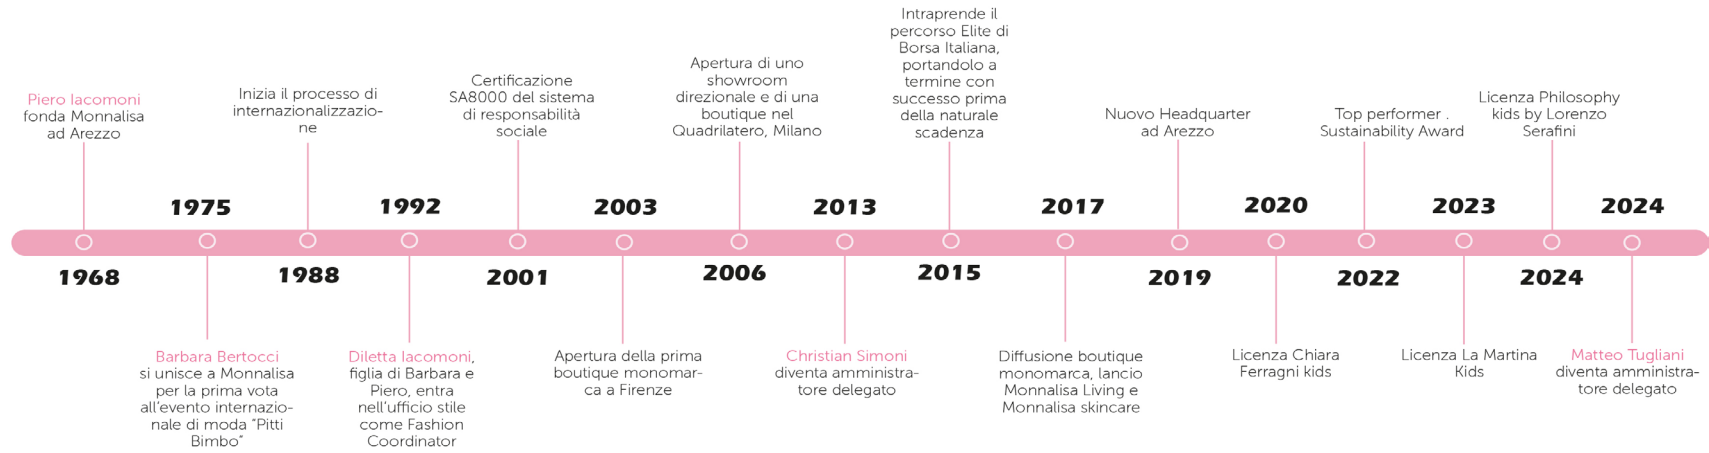 Piero Iacomoni
fonda Monnalisa
ad Arezzo
1968
1975
Barbara Bertocci
si unisce a Monnalisa
per la prima vota
all'evento internazio-
nale di moda "Pitti
Bimbo"
Inizia il processo di
internazionalizzazio-
ne
1988
1992
Diletta Iacomoni,
figlia di Barbara e
Piero, entra
nell'ufficio stile
come Fashion
Coordinator
Certificazione
SA8000 del sistema
di responsabilità
sociale
2001
2003
Apertura della prima
boutique monomar-
ca a Firenze
Apertura di uno
showroom
direzionale e di una
boutique nel
Quadrilatero, Milano
2006
2013
Christian Simoni
diventa amministra-
tore delegato
Intraprende il
percorso Elite di
Borsa Italiana,
portandolo a
termine con
successo prima
della naturale
scadenza
2015
2017
Diffusione boutique
monomarca, lancio
Monnalisa Living e
Monnalisa skincare
Nuovo Headquarter
ad Arezzo
2019
2020
Licenza Chiara
Ferragni kids
Top performer .
Sustainability Award
2022
2023
Licenza La Martina
Kids
Licenza Philosophy
kids by Lorenzo
Serafini
2024
2024
Matteo Tugliani
diventa amministra-
tore delegato